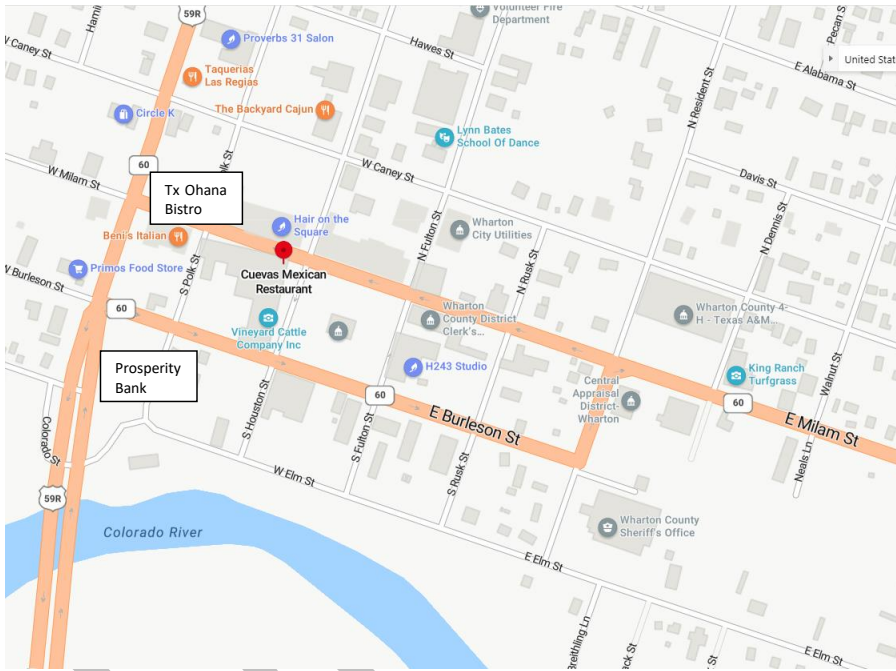 59R
Proverbs 31 Salon
Volunteer Fire
Department
Hawes St
Pecan S
United Stat
W Caney St
Taquerias
Las Regias
E Alabama St
The Backyard Cajun
Circle K
N Resident St
Lynn Bates
School Of Dance
60
W Milam St
Tx Ohana
Bistro
W Caney St
Davis St
Hair on the
Square
N Fulton St
Wharton
City Utilities
N Dennis St
Beni's Italian
Cuevas Mexican
Restaurant
Primos Food Store
S Polk St
N Rusk St
W Burleson St
60
Wharton
County District
Clerk's...
Wharton County 4-
H - Texas A&M...
Vineyard Cattle
Company Inc
Prosperity
Bank
H243 Studio
King Ranch
Turfgrass
Walnut St
Central
Appraisal
District-
Wharton
60
60
E Burleson St
E Milam St
Colorado St
S Houston St
S Fulton St
S Rusk St
Neals Ln
W Elm St
59R
Colorado River
Wharton County
Sheriff's Office
E Elm St
Breithling Ln
E Elm St